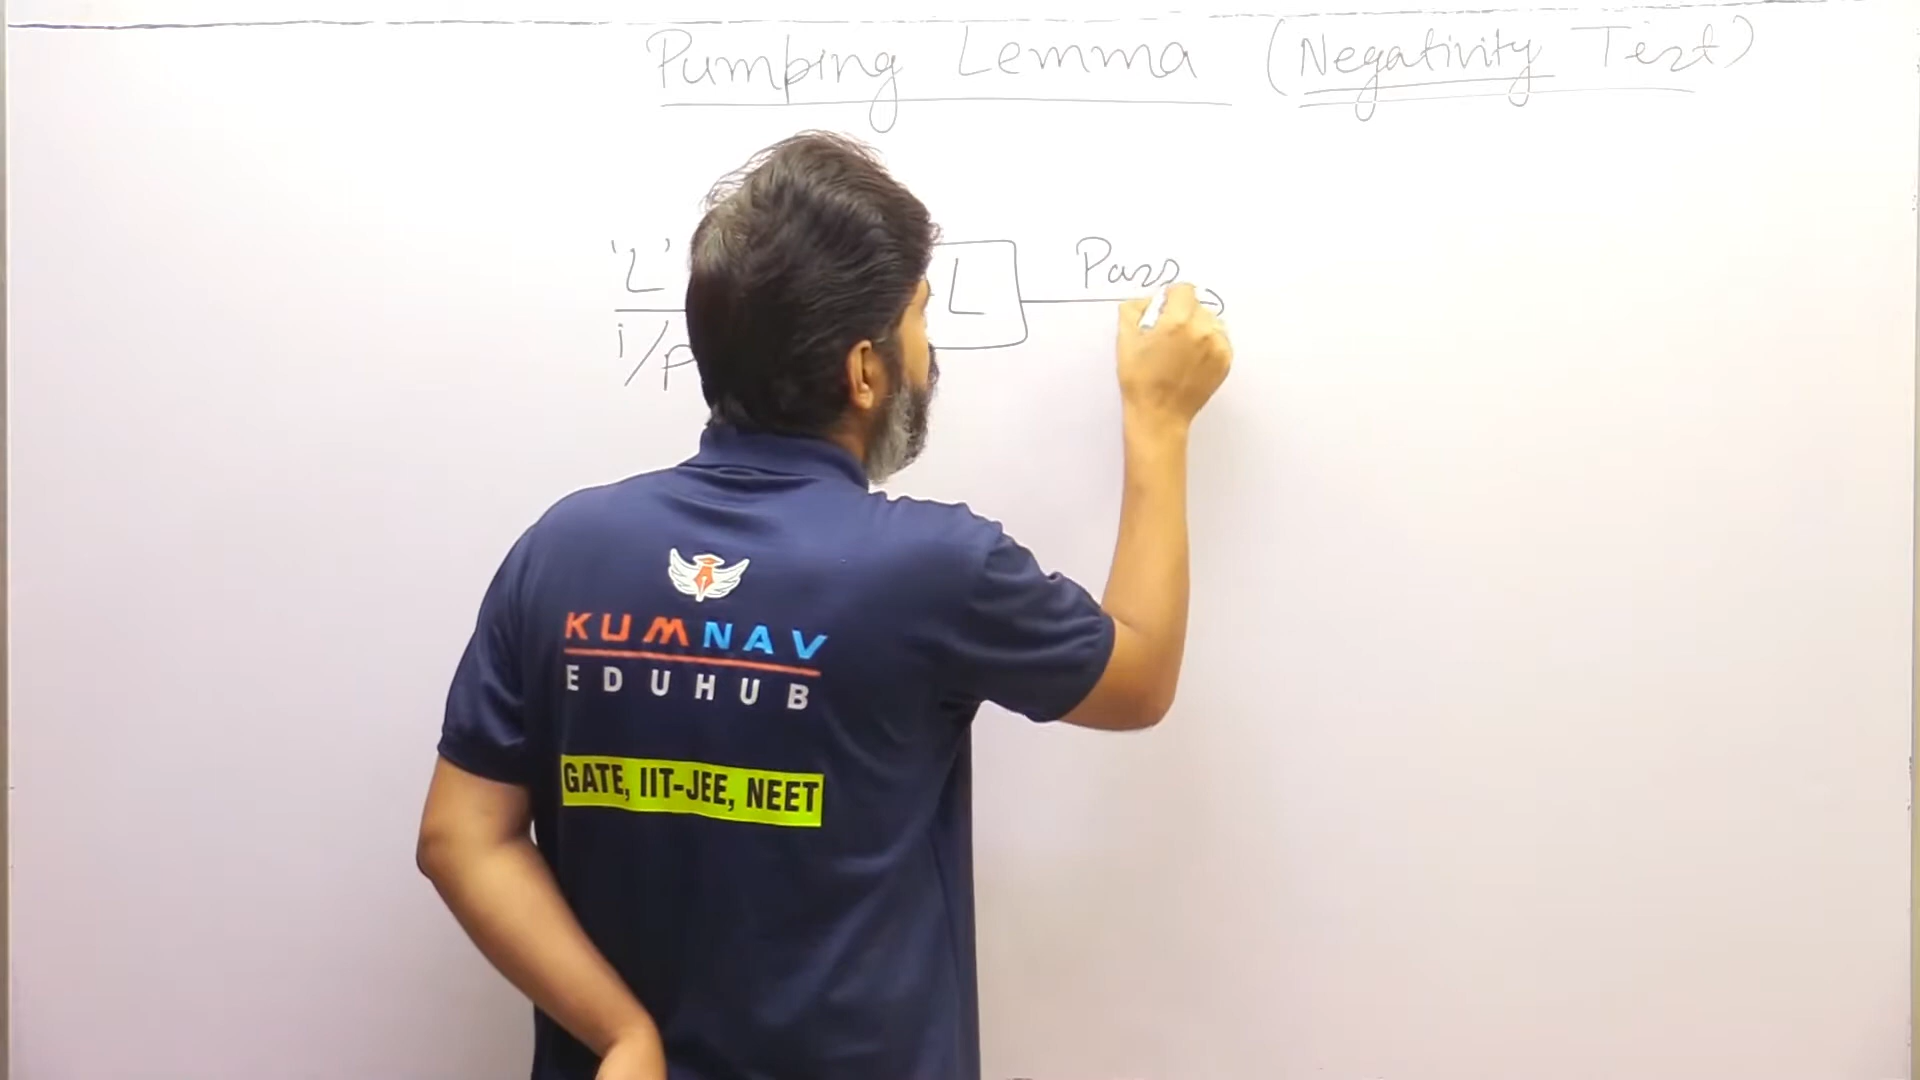 Pumping Lemma (Negativity Test)
'L'
i/p
L
Pass
KUMNAV
EDUHUB
GATE, IIT-JEE, NEET